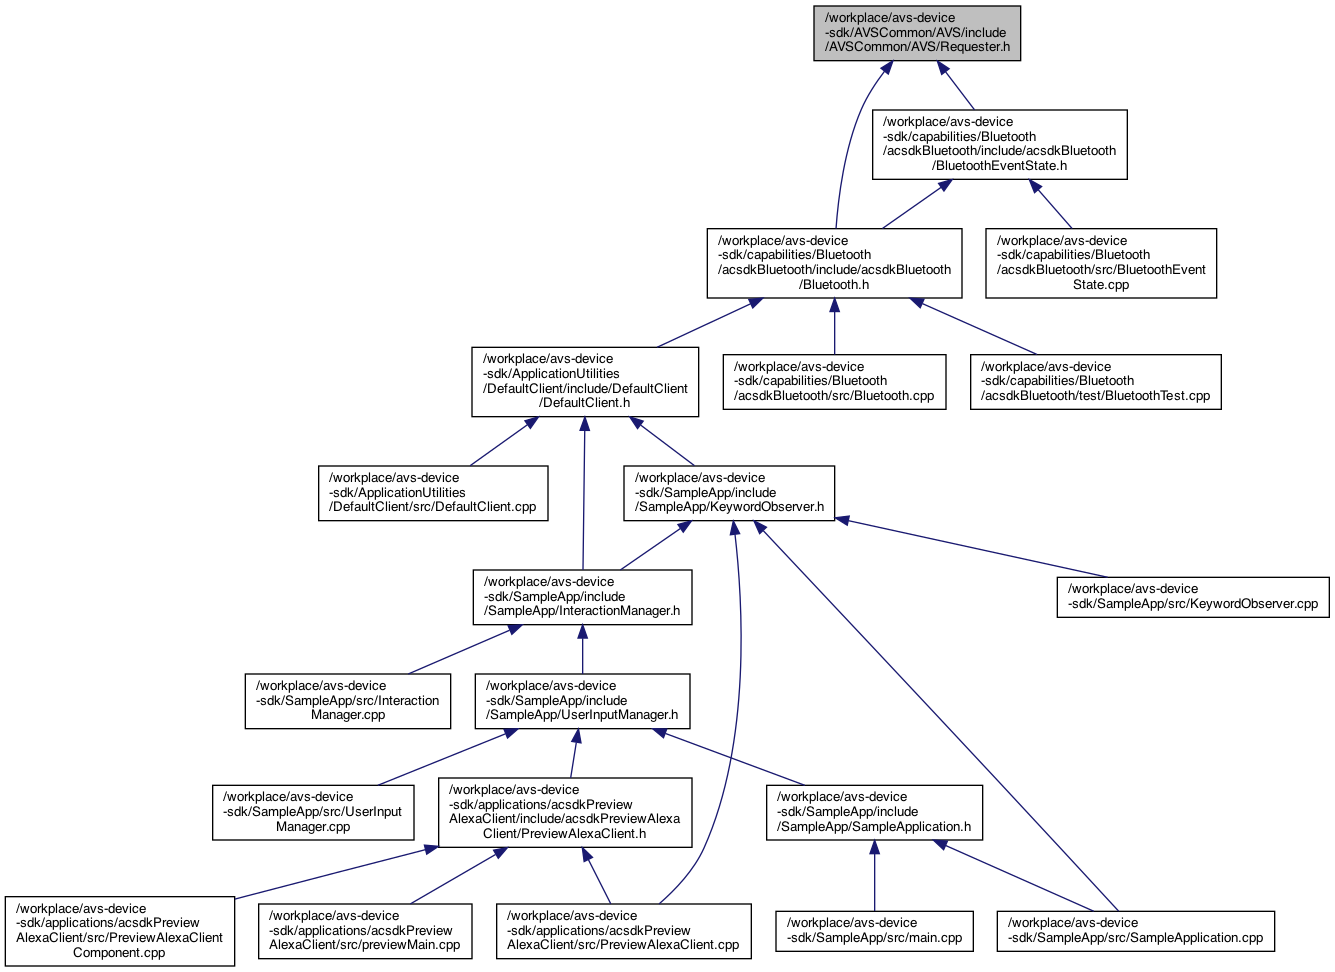 /workplace/avs-device
-sdk/AVSCommon/AVS/include
/AVSCommon/AVS/Requester.h
/workplace/avs-device
-sdk/capabilities/Bluetooth
/acsdkBluetooth/include/acsdkBluetooth
/BluetoothEventState.h
/workplace/avs-device
-sdk/capabilities/Bluetooth
/acsdkBluetooth/include/acsdkBluetooth
/Bluetooth.h
/workplace/avs-device
-sdk/capabilities/Bluetooth
/acsdkBluetooth/src/BluetoothEvent
State.cpp
/workplace/avs-device
-sdk/ApplicationUtilities
/DefaultClient/include/DefaultClient
/DefaultClient.h
/workplace/avs-device
-sdk/capabilities/Bluetooth
/acsdkBluetooth/src/Bluetooth.cpp
/workplace/avs-device
-sdk/capabilities/Bluetooth
/acsdkBluetooth/test/BluetoothTest.cpp
/workplace/avs-device
-sdk/ApplicationUtilities
/DefaultClient/src/DefaultClient.cpp
/workplace/avs-device
-sdk/SampleApp/include
/SampleApp/KeywordObserver.h
/workplace/avs-device
-sdk/SampleApp/include
/SampleApp/InteractionManager.h
/workplace/avs-device
-sdk/SampleApp/src/KeywordObserver.cpp
/workplace/avs-device
-sdk/SampleApp/src/Interaction
Manager.cpp
/workplace/avs-device
-sdk/SampleApp/include
/SampleApp/UserInputManager.h
/workplace/avs-device
-sdk/SampleApp/src/UserInput
Manager.cpp
/workplace/avs-device
-sdk/applications/acsdkPreview
AlexaClient/include/acsdkPreviewAlexa
Client/PreviewAlexaClient.h
/workplace/avs-device
-sdk/SampleApp/include
/SampleApp/SampleApplication.h
/workplace/avs-device
-sdk/applications/acsdkPreview
AlexaClient/src/PreviewAlexaClient
Component.cpp
/workplace/avs-device
-sdk/applications/acsdkPreview
AlexaClient/src/previewMain.cpp
/workplace/avs-device
-sdk/applications/acsdkPreview
AlexaClient/src/PreviewAlexaClient.cpp
/workplace/avs-device
-sdk/SampleApp/src/main.cpp
/workplace/avs-device
-sdk/SampleApp/src/SampleApplication.cpp